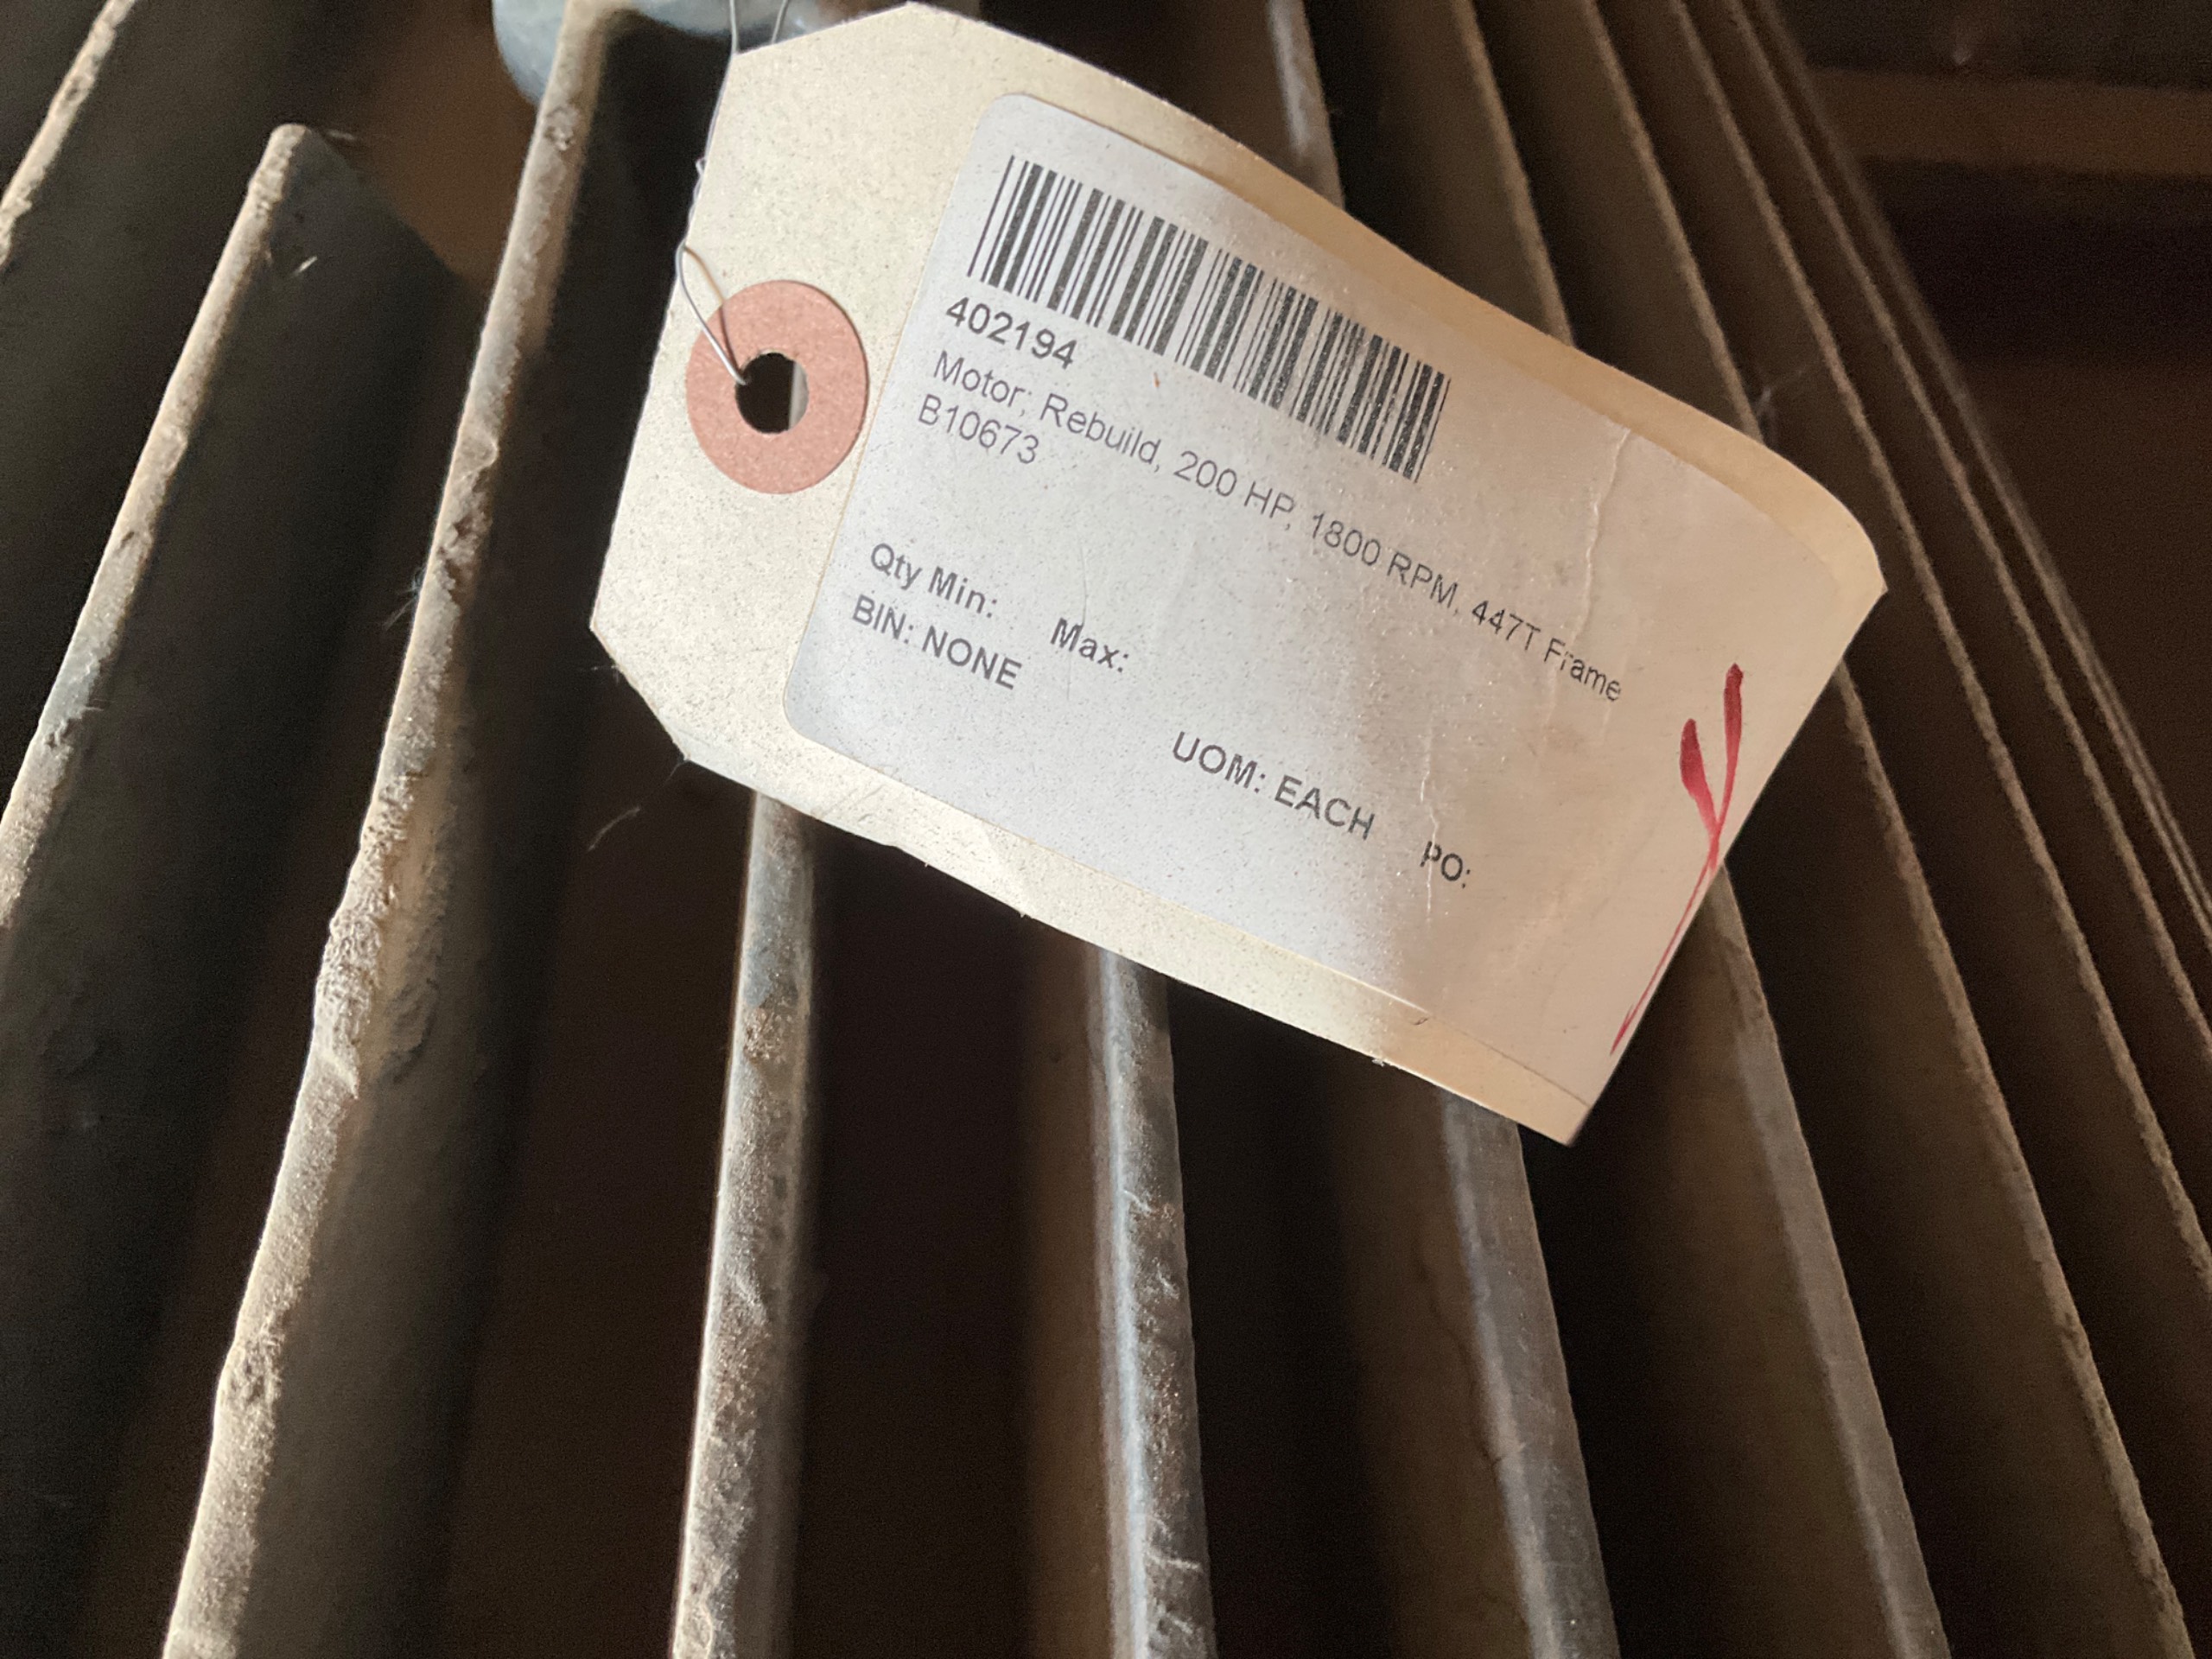 402194
Motor; Rebuild, 200 HP, 1800 RPM, 447T Frame
B10673
Qty Min: Max:
BIN: NONE UOM: EACH PO: